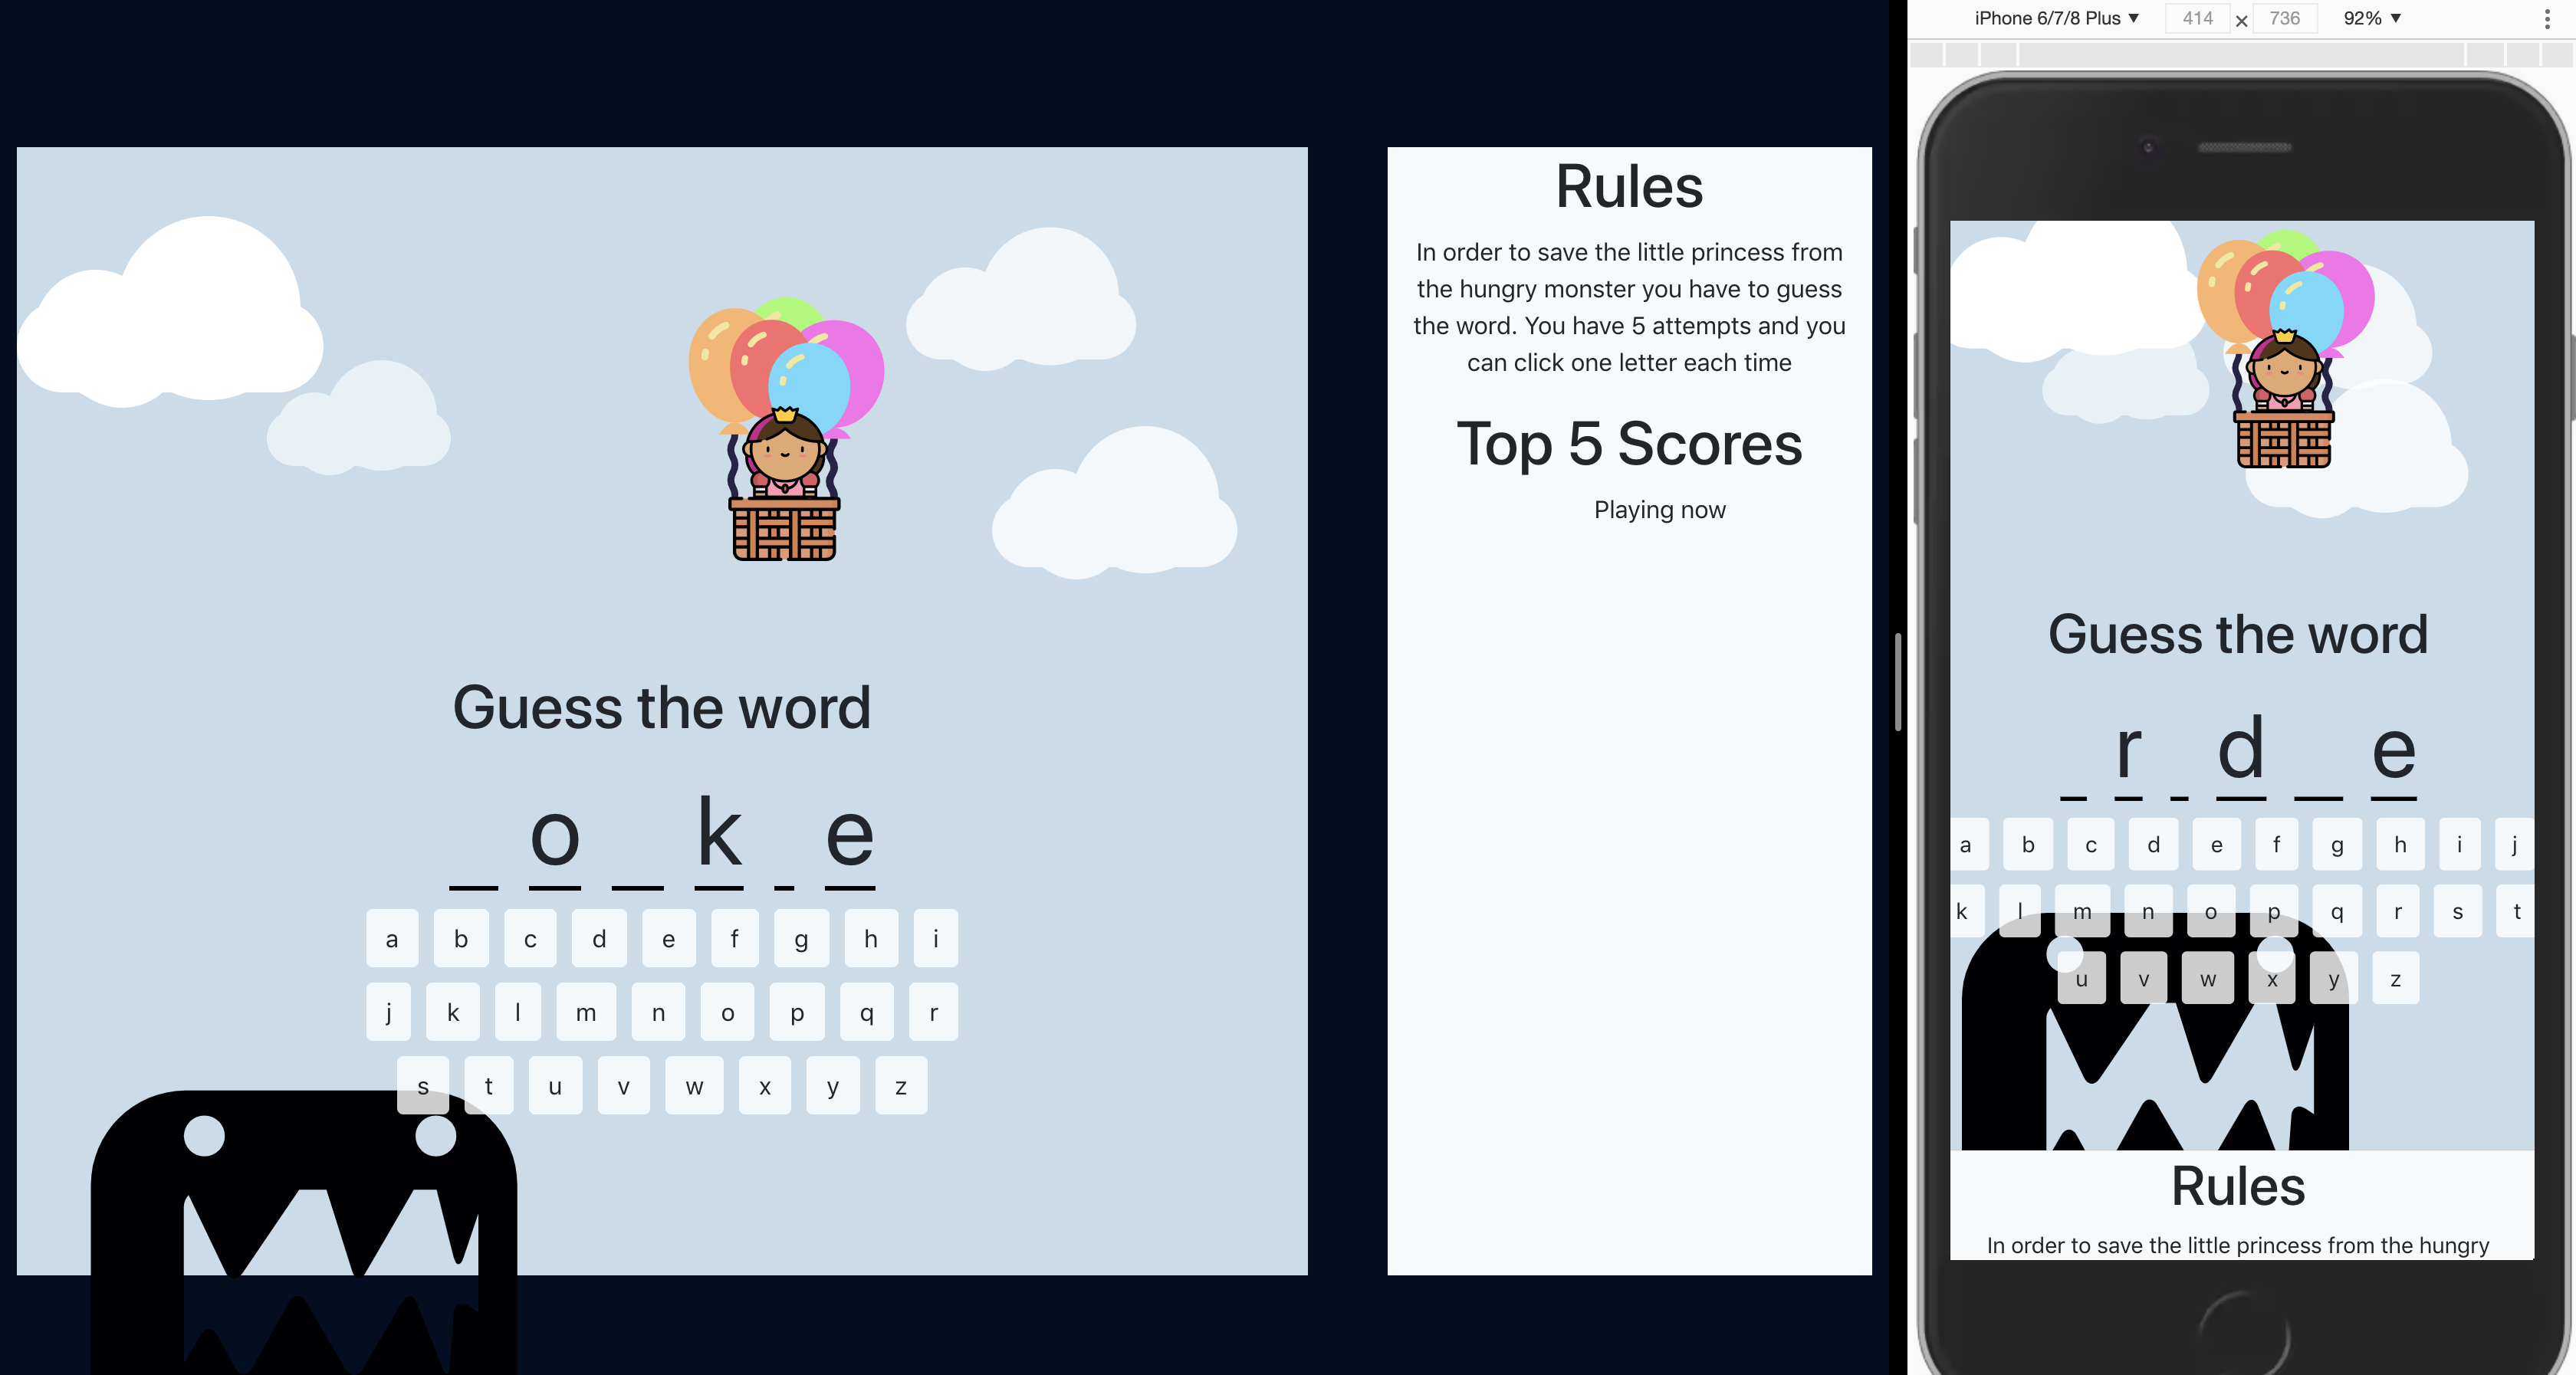 Guess the word
_ o _ k _ e
a b c d e f g h i
j k l m n o p q r
s t u v w x y z
Rules
In order to save the little princess from
the hungry monster you have to guess
the word. You have 5 attempts and you
can click one letter each time
Top 5 Scores
Playing now
iPhone 6/7/8 Plus ▼ 414 × 736 92% ▼
Guess the word
_ r _ d _ e
a b c d e f g h i j
k l m n o p q r s t
u v w x y z
Rules
In order to save the little princess from the hungry